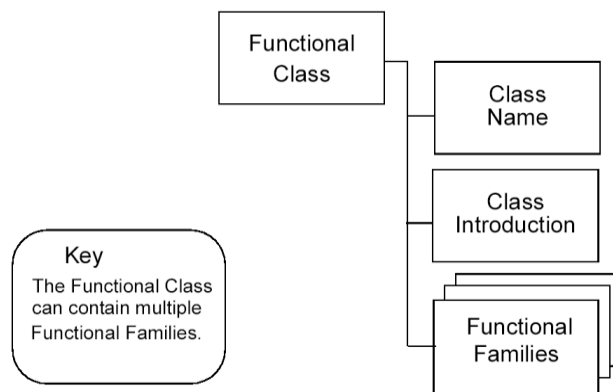 Functional
Class
Class
Name
Class
Introduction
Functional
Families
Key
The Functional Class
can contain multiple
Functional Families.